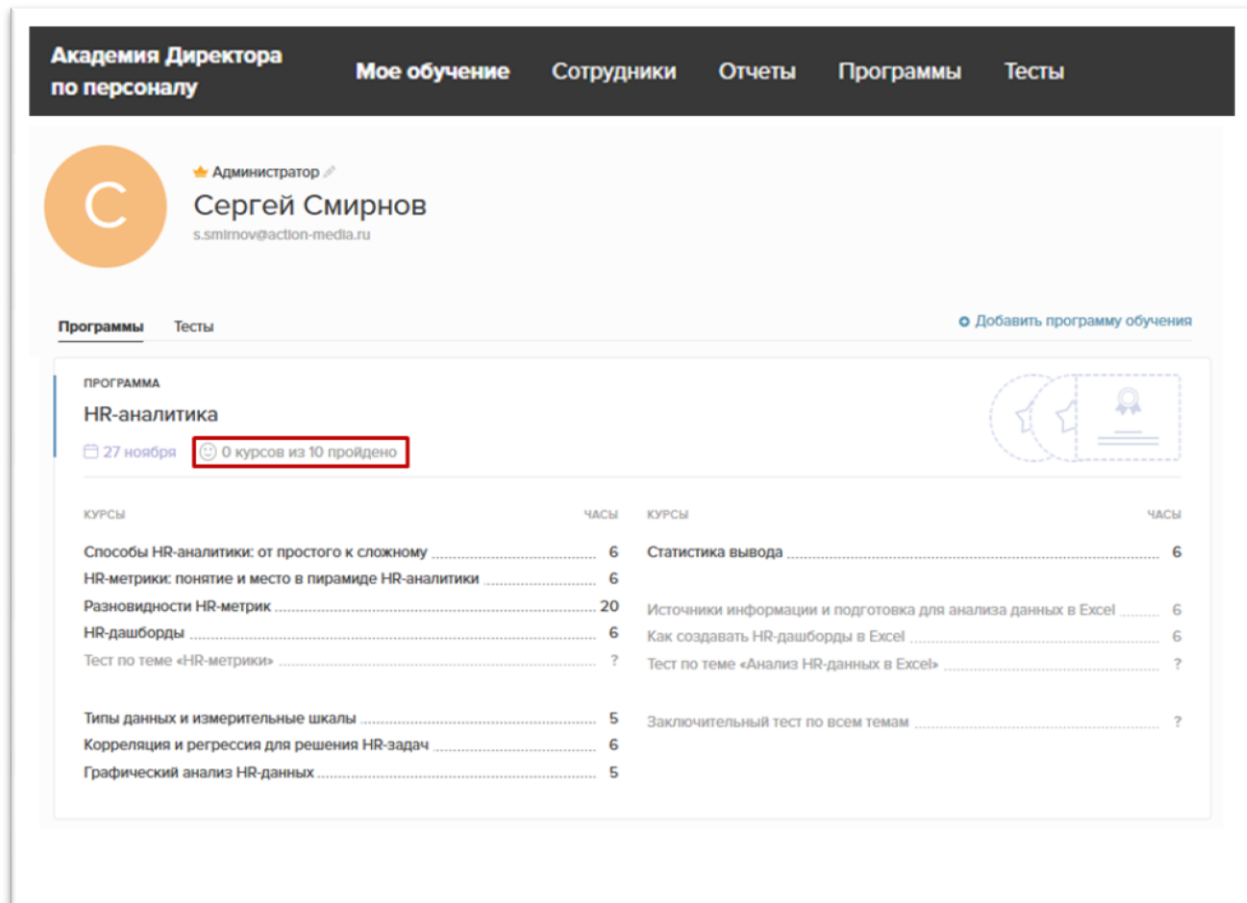 Академия Директора
по персоналу
Мое обучение Сотрудники Отчеты Программы Тесты
С
Администратор
Сергей Смирнов
s.smirnov@action-media.ru
Программы Тесты
Добавить программу обучения
ПРОГРАММА
HR-аналитика
27 ноября 0 курсов из 10 пройдено
КУРСЫ ЧАСЫ
Способы HR-аналитики: от простого к сложному 6
HR-метрики: понятие и место в пирамиде HR-аналитики 6
Разновидности HR-метрик 20
HR-дашборды 6
Тест по теме «HR-метрики» ?
Типы данных и измерительные шкалы 5
Корреляция и регрессия для решения HR-задач 6
Графический анализ HR-данных 5
КУРСЫ ЧАСЫ
Статистика вывода 6
Источники информации и подготовка для анализа данных в Excel 6
Как создавать HR-дашборды в Excel 6
Тест по теме «Анализ HR-данных в Excel» ?
Заключительный тест по всем темам ?